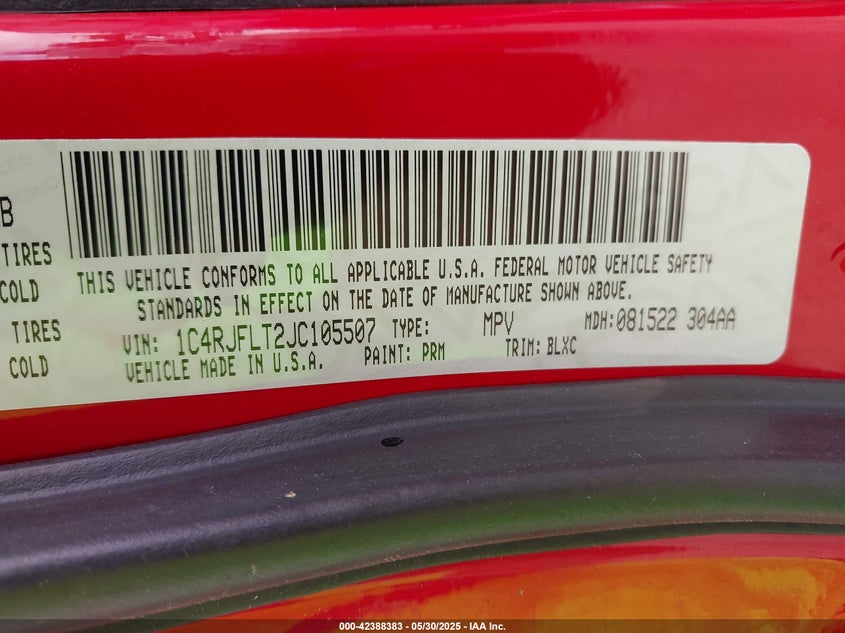 B
TIRES
COLD
TIRES
COLD
THIS VEHICLE CONFORMS TO ALL APPLICABLE U.S.A. FEDERAL MOTOR VEHICLE SAFETY
STANDARDS IN EFFECT ON THE DATE OF MANUFACTURE SHOWN ABOVE.
VIN: 1C4RJFLT2JC105507 TYPE: MPV MDH:081522 304AA
VEHICLE MADE IN U.S.A. PAINT: PRM TRIM: BLXC
000-42388383 - 05/30/2025 - IAA Inc.